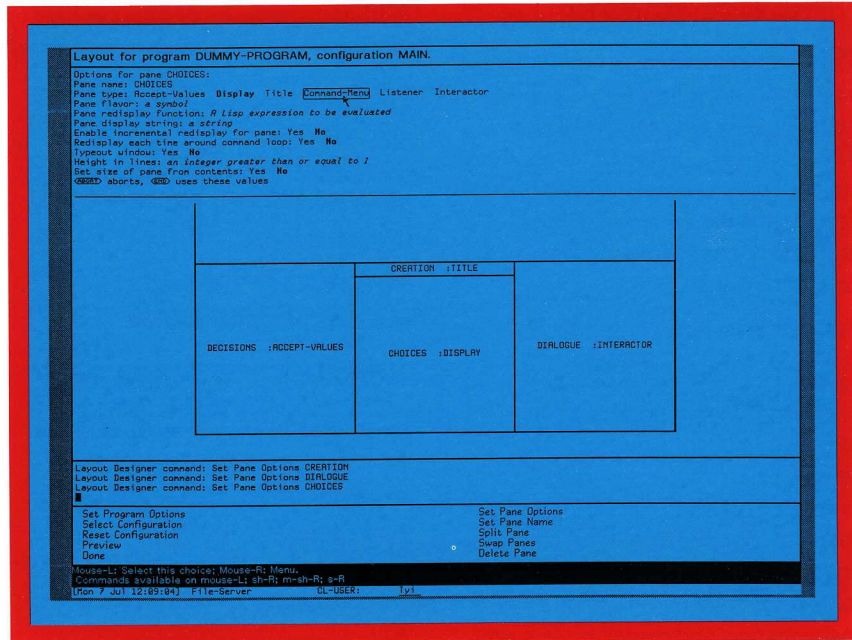 Layout for program DUMMY-PROGRAM, configuration MAIN.
Options for pane CHOICES:
Pane name: CHOICES
Pane type: Accept-Values Display Title Command-Menu Listener Interactor
Pane flavor: a symbol
Pane redisplay function: A Lisp expression to be evaluated
Pane display string: a string
Enable incremental redisplay for pane: Yes No
Redisplay each time around command loop: Yes No
Typeout window: Yes No
Height in lines: an integer greater than or equal to 1
Set size of pane from contents: Yes No
ABORT aborts, END uses these values
CREATION :TITLE
DECISIONS :ACCEPT-VALUES
CHOICES :DISPLAY
DIALOGUE :INTERACTOR
Layout Designer command: Set Pane Options CREATION
Layout Designer command: Set Pane Options DIALOGUE
Layout Designer command: Set Pane Options CHOICES
Set Program Options
Select Configuration
Reset Configuration
Preview
Done
Set Pane Options
Set Pane Name
Split Pane
Swap Panes
Delete Pane
Mouse-L: Select this choice; Mouse-R: Menu.
Commands available on mouse-L; sh-R; m-sh-R; s-R
[Mon 7 Jul 12:09:04] File-Server CL-USER: Tyi